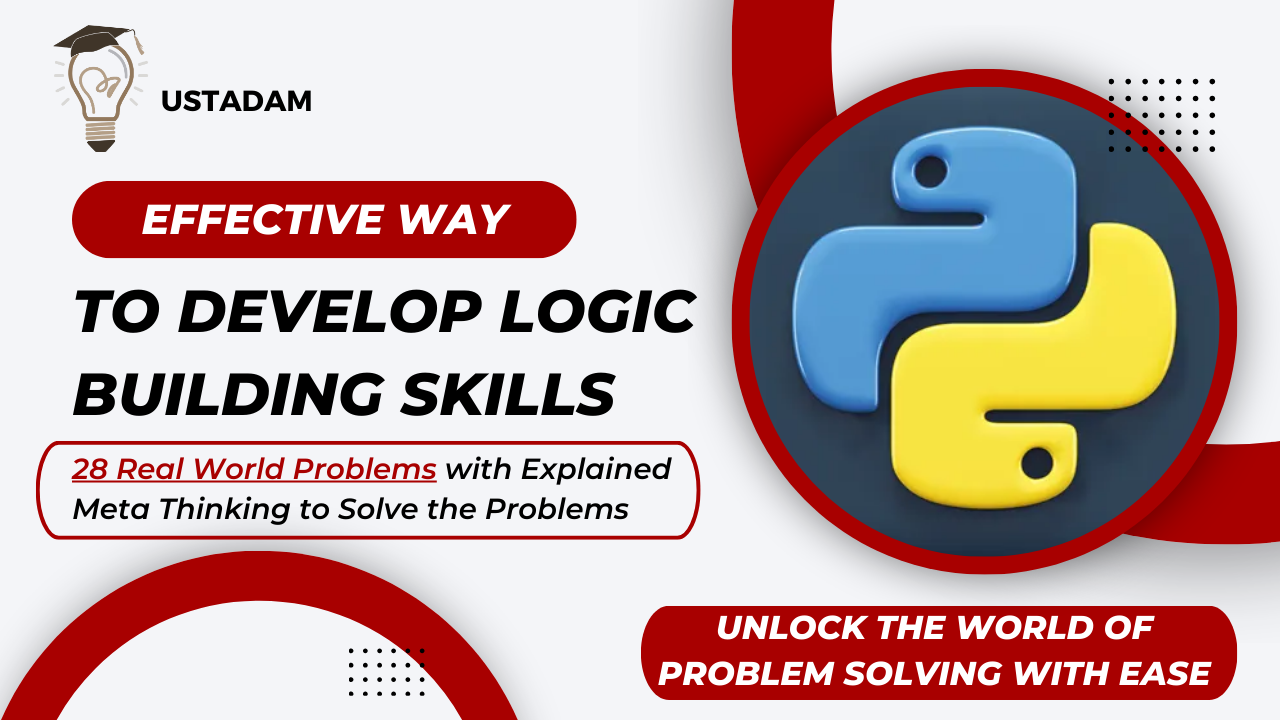 USTADAM
EFFECTIVE WAY
TO DEVELOP LOGIC
BUILDING SKILLS
28 Real World Problems with Explained
Meta Thinking to Solve the Problems
UNLOCK THE WORLD OF
PROBLEM SOLVING WITH EASE